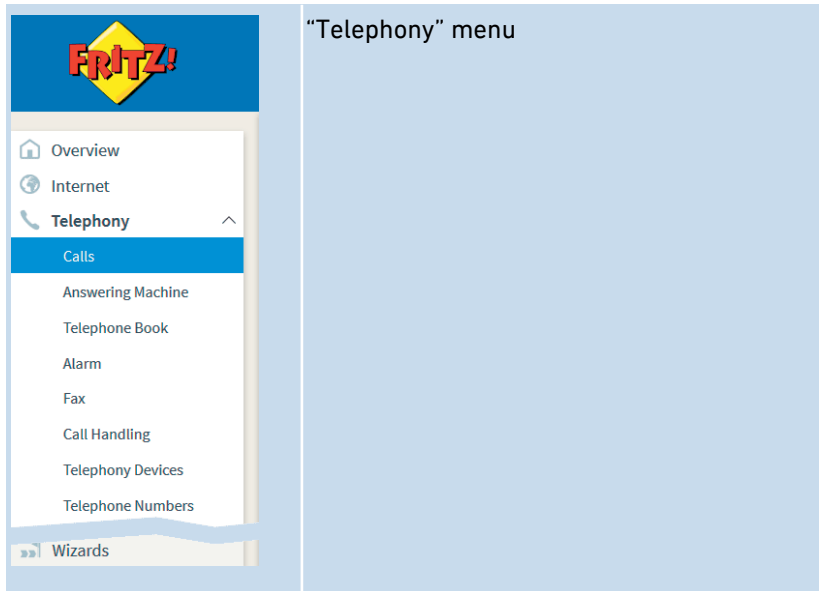 FRITZ!
“Telephony” menu
Overview
Internet
Telephony
Calls
Answering Machine
Telephone Book
Alarm
Fax
Call Handling
Telephony Devices
Telephone Numbers
Wizards